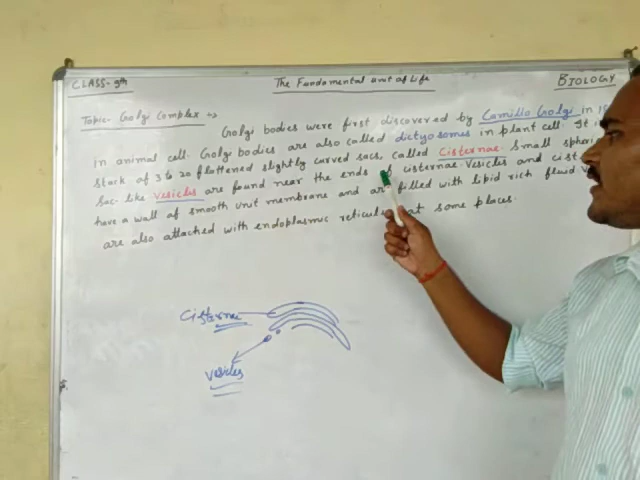 CLASS-9th
The Fundamental Unit of Life
BIOLOGY
Topic- Golgi Complex →
Golgi bodies were first discovered by Camillo Golgi in
in animal cell. Golgi bodies are also called dictyosomes in plant cell. It
stack of 3 to 20 flattened slightly curved sacs, called Cisternae. Small
Sac-like vesicles are found near the ends of cisternae. Vesicles and
have a wall of smooth unit membrane and are filled with lipid rich fluid
are also attached with endoplasmic at some places.
Cisternae
Vesicles